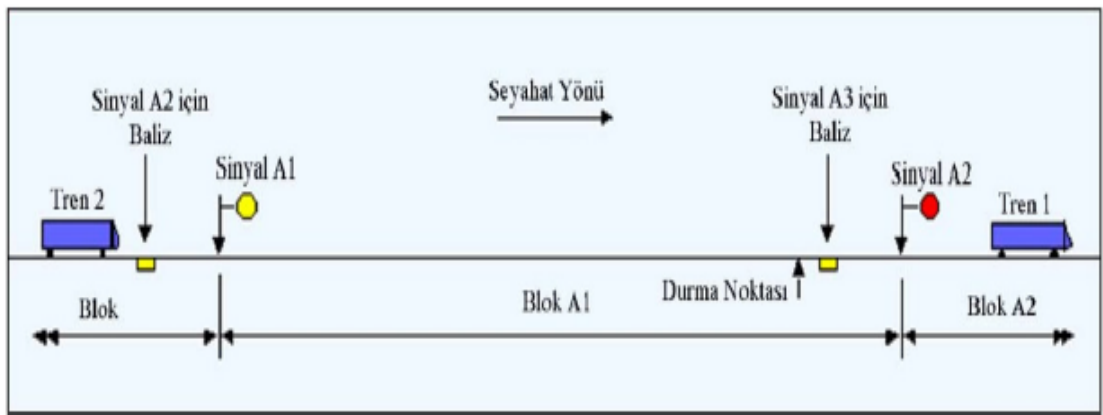 Sinyal A2 için
Baliz
Seyahat Yönü
Sinyal A3 için
Baliz
Sinyal A1
Sinyal A2
Tren 2
Tren 1
Durma Noktası
Blok
Blok A1
Blok A2